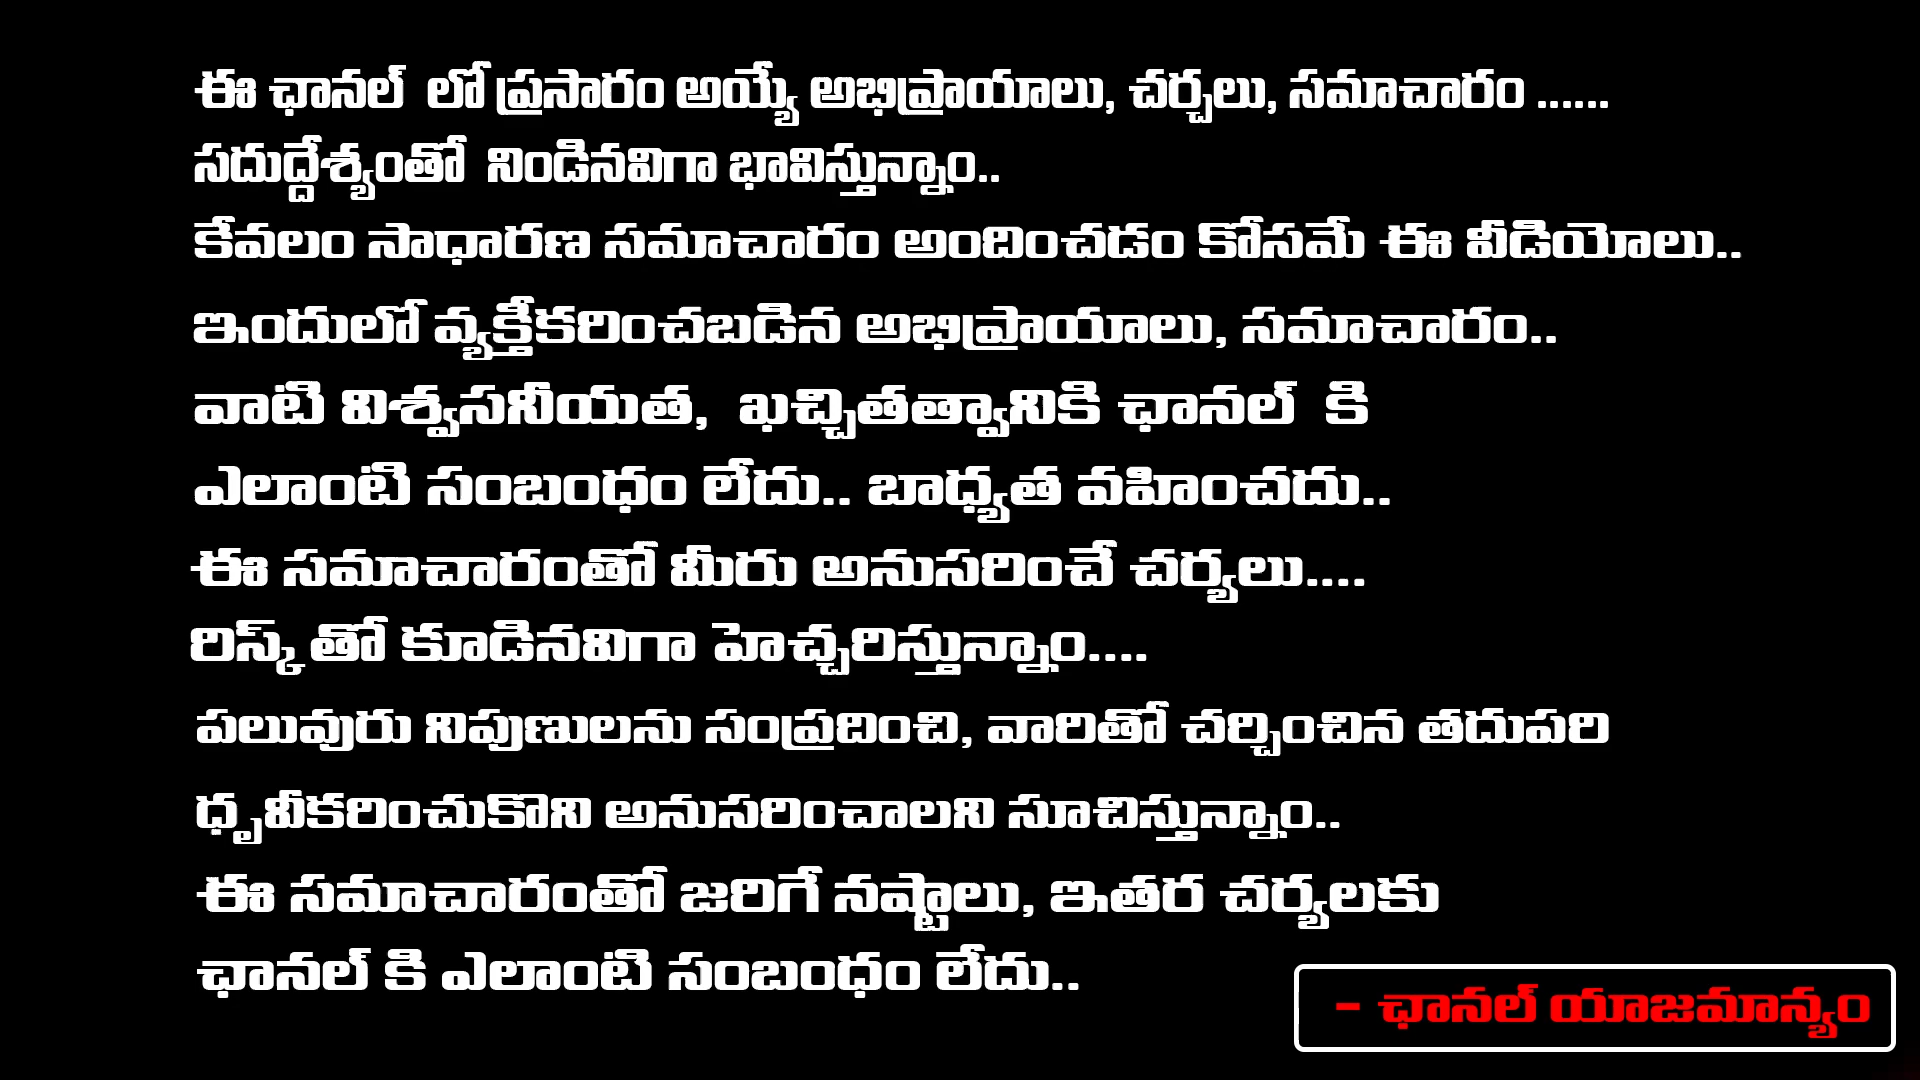 ఈ ఛానల్ లో ప్రసారం అయ్యే అభిప్రాయాలు, చర్చలు, సమాచారం ......
సదుద్దేశ్యంతో నిండినవిగా భావిస్తున్నాం..
కేవలం సాధారణ సమాచారం అందించడం కోసమే ఈ వీడియోలు..
ఇందులో వ్యక్తీకరించబడిన అభిప్రాయాలు, సమాచారం..
వాటి విశ్వసనీయత, ఖచ్చితత్వానికి ఛానల్ కి
ఎలాంటి సంబంధం లేదు.. బాధ్యత వహించదు..
ఈ సమాచారంతో మీరు అనుసరించే చర్యలు....
రిస్క్ తో కూడినవిగా హెచ్చరిస్తున్నాం....
పలువురు నిపుణులను సంప్రదించి, వారితో చర్చించిన తదుపరి
ధృవీకరించుకొని అనుసరించాలని సూచిస్తున్నాం..
ఈ సమాచారంతో జరిగే నష్టాలు, ఇతర చర్యలకు
ఛానల్ కి ఎలాంటి సంబంధం లేదు..
- ఛానల్ యాజమాన్యం